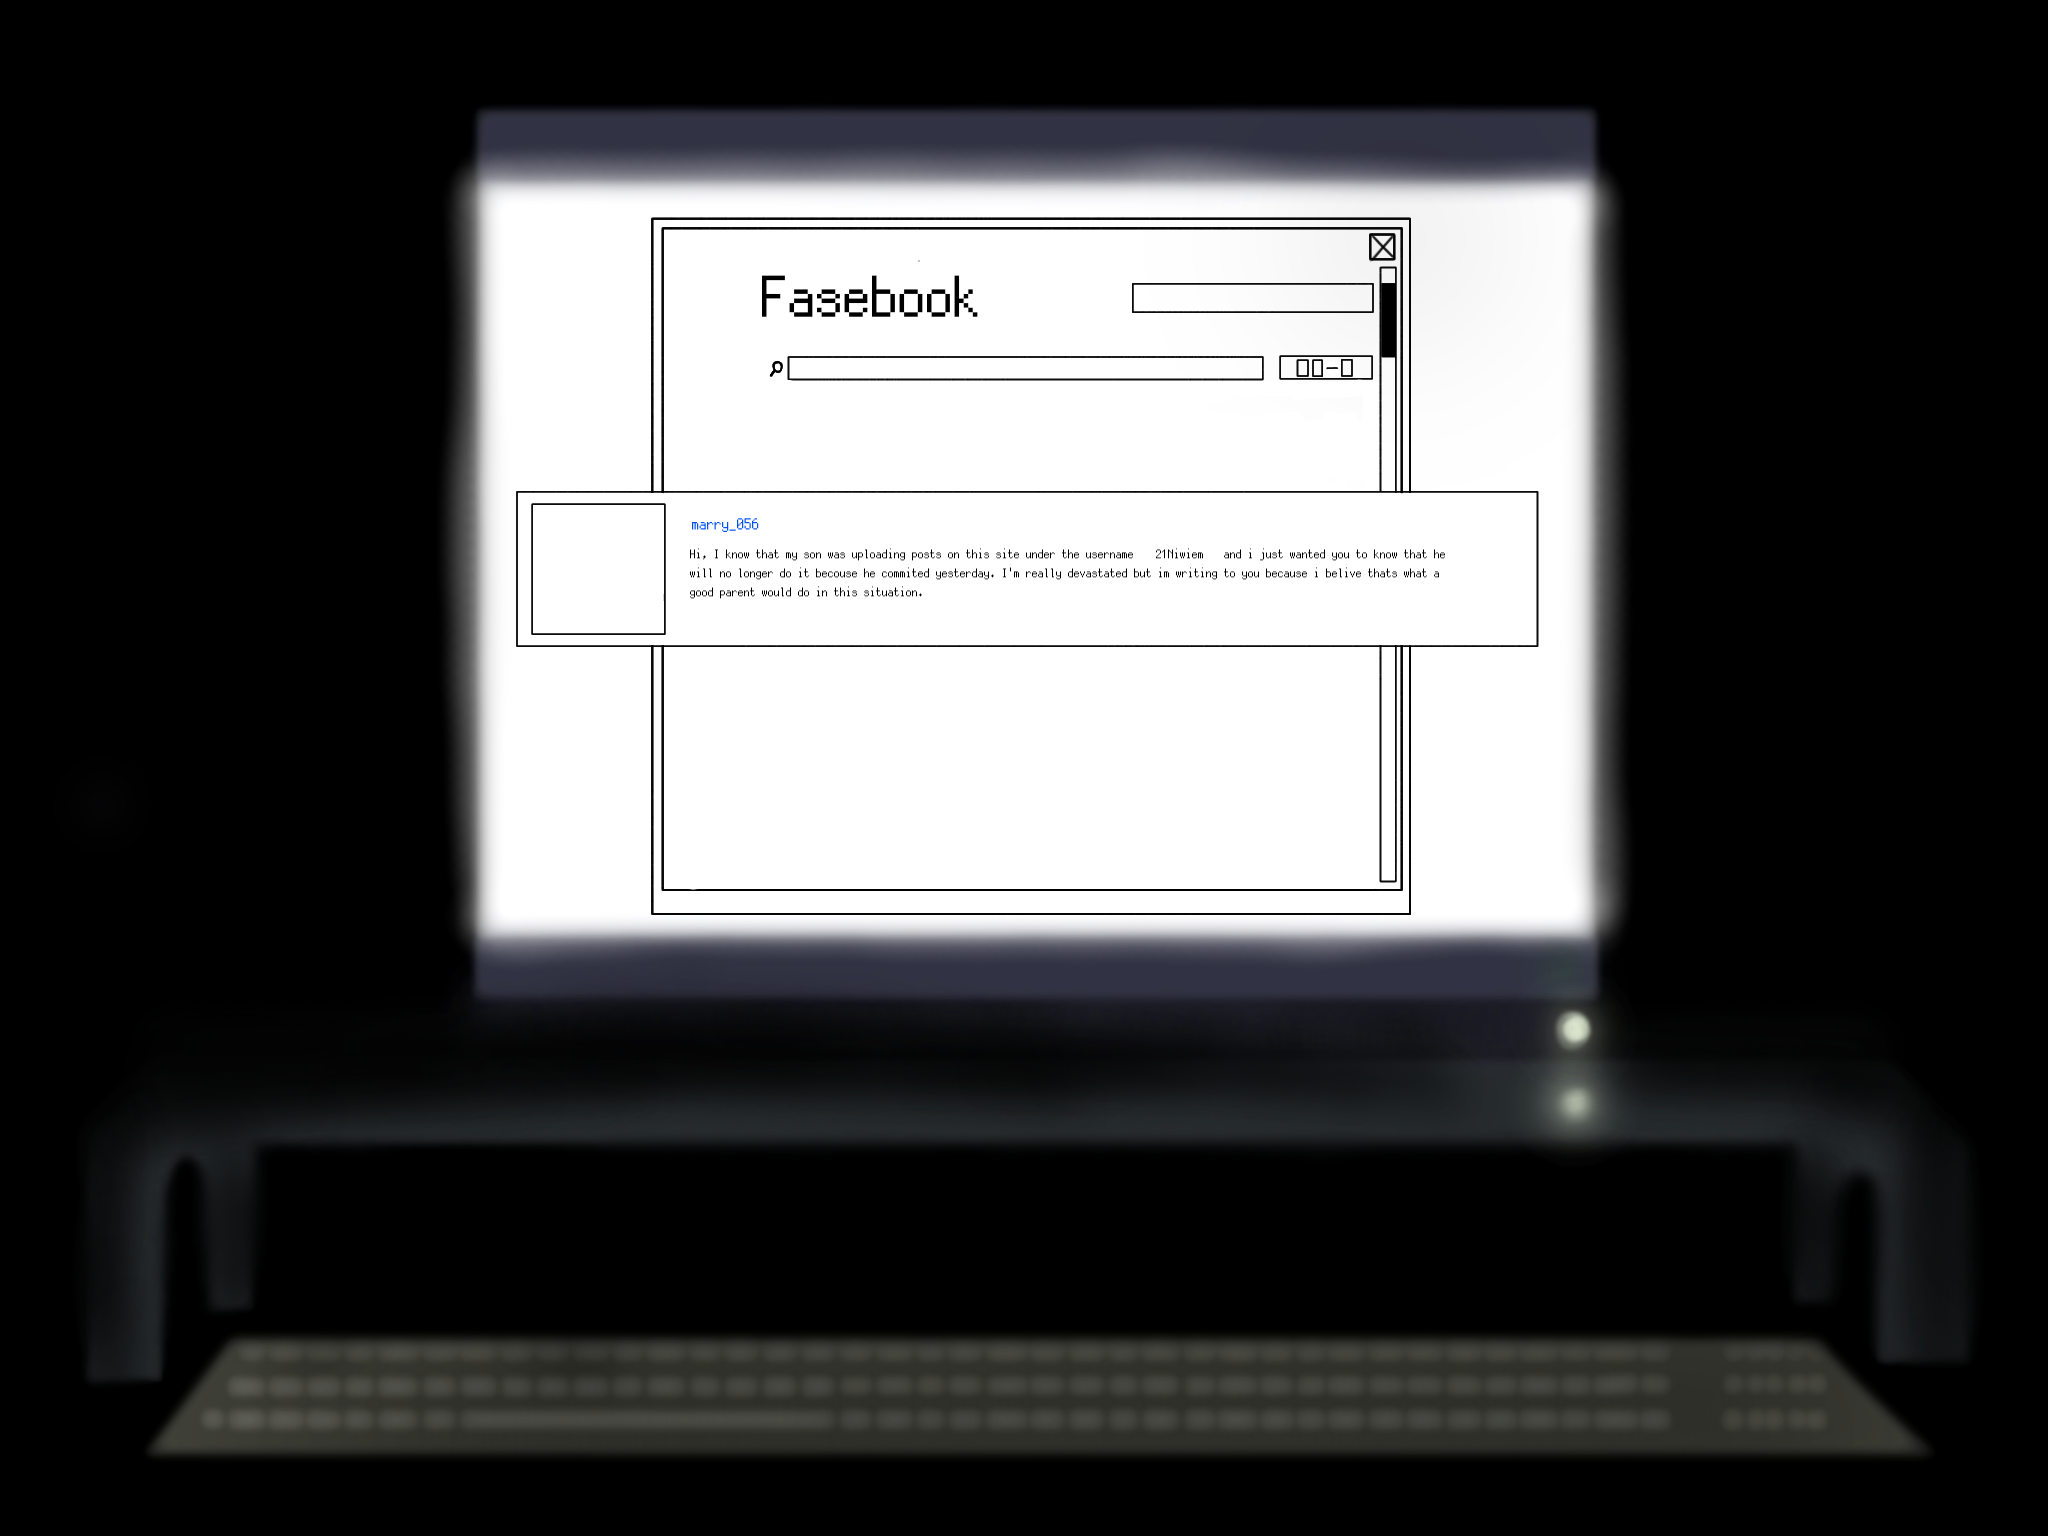 Fasebook
marry_056
Hi, I know that my son was uploading posts on this site under the username 21Niwiem and i just wanted you to know that he
will no longer do it becouse he commited yesterday. I'm really devastated but im writing to you because i belive thats what a
good parent would do in this situation.